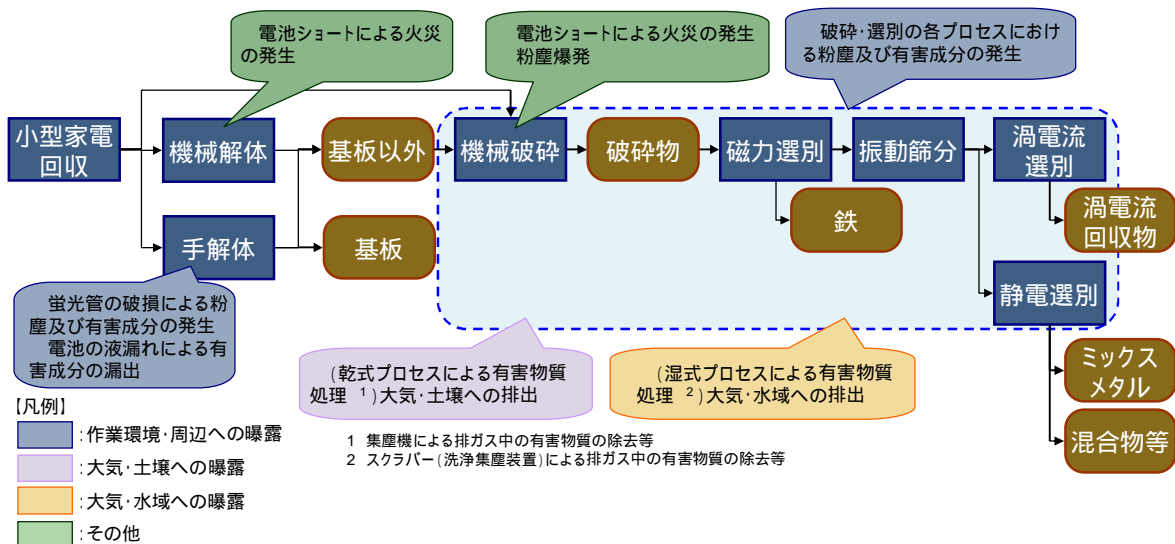 電池ショートによる火災
の発生
電池ショートによる火災の発生
粉塵爆発
破砕・選別の各プロセスにおけ
る粉塵及び有害成分の発生
小型家電
回収
機械解体
基板以外
機械破砕
破砕物
磁力選別
振動篩分
渦電流
選別
手解体
基板
鉄
渦電流
回収物
静電選別
蛍光管の破損による粉
塵及び有害成分の発生
電池の液漏れによる有
害成分の漏出
(乾式プロセスによる有害物質
処理 1)大気・土壌への排出
(湿式プロセスによる有害物質
処理 2)大気・水域への排出
ミックス
メタル
混合物等
1 集塵機による排ガス中の有害物質の除去等
2 スクラバー(洗浄集塵装置)による排ガス中の有害物質の除去等
【凡例】
:作業環境・周辺への曝露
:大気・土壌への曝露
:大気・水域への曝露
:その他